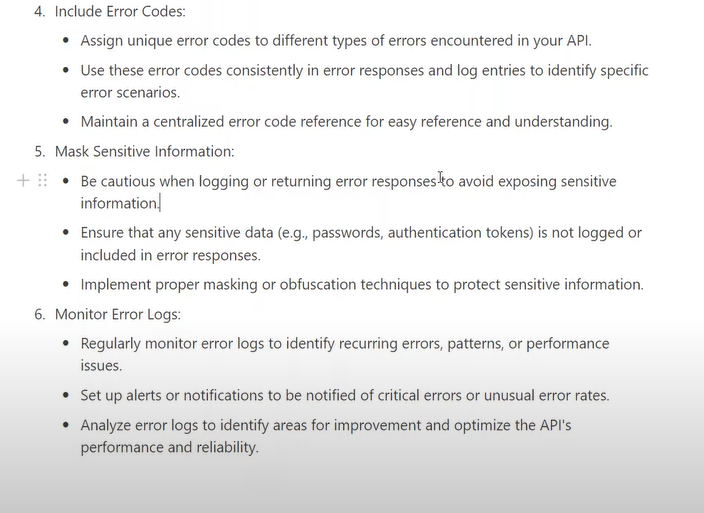 4. Include Error Codes:
• Assign unique error codes to different types of errors encountered in your API.
• Use these error codes consistently in error responses and log entries to identify specific
error scenarios.
• Maintain a centralized error code reference for easy reference and understanding.
5. Mask Sensitive Information:
• Be cautious when logging or returning error responses to avoid exposing sensitive
information.
• Ensure that any sensitive data (e.g., passwords, authentication tokens) is not logged or
included in error responses.
• Implement proper masking or obfuscation techniques to protect sensitive information.
6. Monitor Error Logs:
• Regularly monitor error logs to identify recurring errors, patterns, or performance
issues.
• Set up alerts or notifications to be notified of critical errors or unusual error rates.
• Analyze error logs to identify areas for improvement and optimize the API's
performance and reliability.